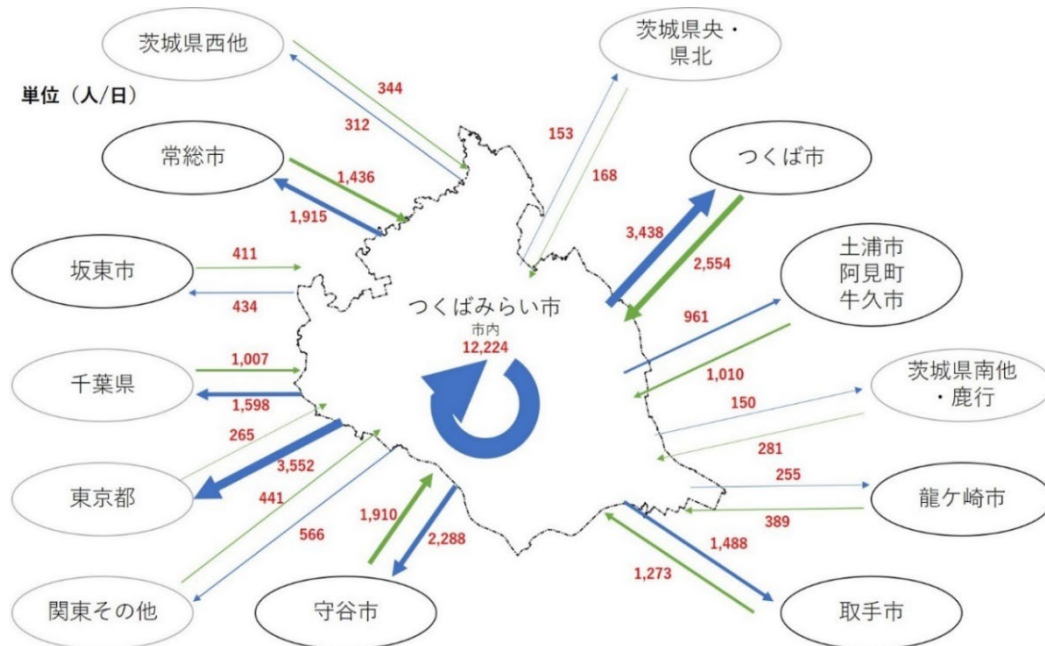 茨城県西他
茨城県央・
県北
単位（人/日）
344
312
153
168
常総市
1,436
1,915
つくば市
3,438
2,554
坂東市
411
434
土浦市
阿見町
牛久市
961
1,010
つくばみらい市
市内
12,224
千葉県
1,007
1,598
茨城県南他
・鹿行
150
281
東京都
265
3,552
龍ケ崎市
255
389
関東その他
441
566
守谷市
1,910
2,288
取手市
1,488
1,273